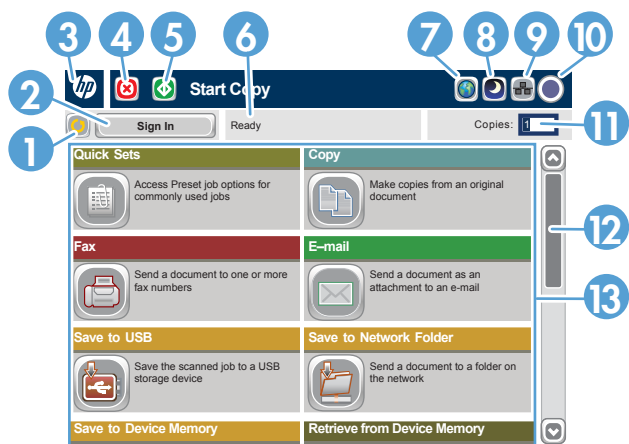 3 4 5 6 7 8 9 10
hp Start Copy
2 Sign In Ready Copies: 1 11
1
Quick Sets
Access Preset job options for
commonly used jobs
Copy
Make copies from an original
document
12
Fax
Send a document to one or more
fax numbers
E–mail
Send a document as an
attachment to an e-mail
13
Save to USB
Save the scanned job to a USB
storage device
Save to Network Folder
Send a document to a folder on
the network
Save to Device Memory
Retrieve from Device Memory